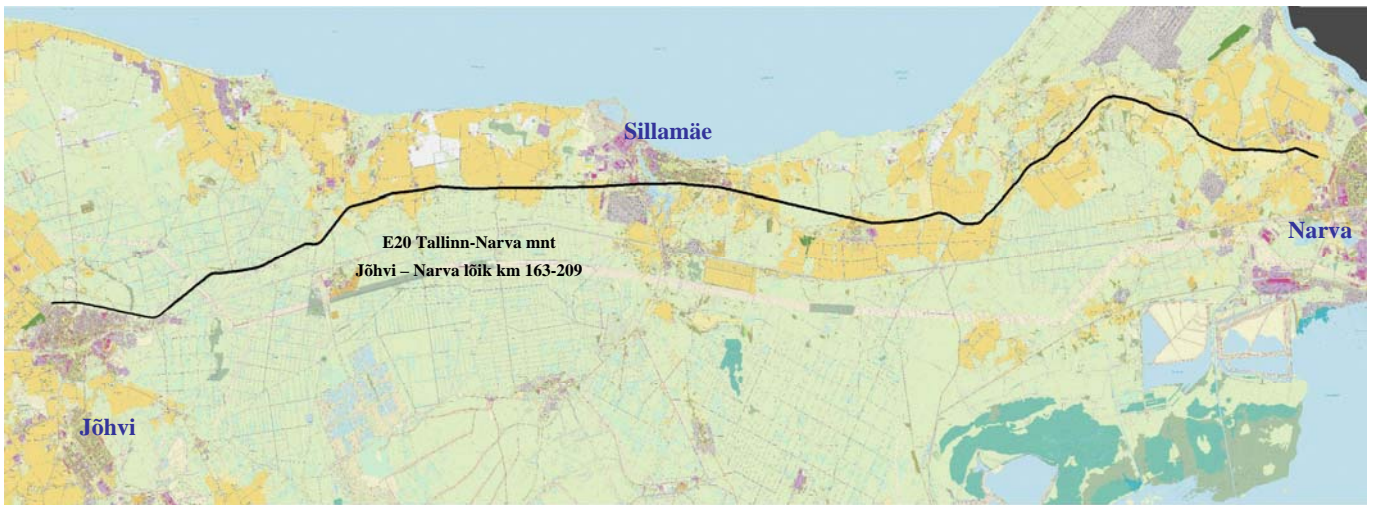 Sillamäe
Narva
E20 Tallinn-Narva mnt
Jõhvi – Narva lõik km 163-209
Jõhvi